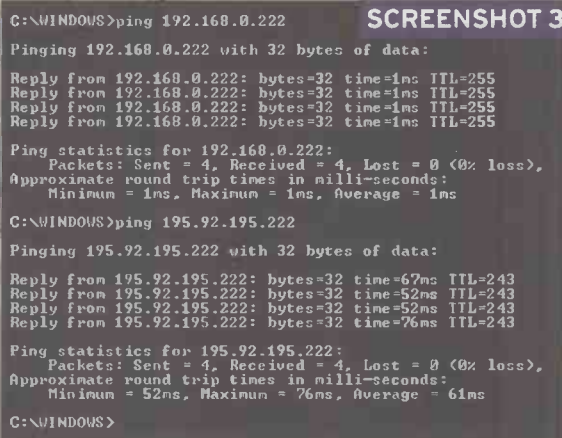 SCREENSHOT 3
C:\WINDOWS>ping 192.168.0.222
Pinging 192.168.0.222 with 32 bytes of data:
Reply from 192.168.0.222: bytes=32 time=1ms TTL=255
Reply from 192.168.0.222: bytes=32 time=1ms TTL=255
Reply from 192.168.0.222: bytes=32 time=1ms TTL=255
Reply from 192.168.0.222: bytes=32 time=1ms TTL=255
Ping statistics for 192.168.0.222:
Packets: Sent = 4, Received = 4, Lost = 0 (0% loss),
Approximate round trip times in milli-seconds:
Minimum = 1ms, Maximum = 1ms, Average = 1ms
C:\WINDOWS>ping 195.92.195.222
Pinging 195.92.195.222 with 32 bytes of data:
Reply from 195.92.195.222: bytes=32 time=67ms TTL=243
Reply from 195.92.195.222: bytes=32 time=52ms TTL=243
Reply from 195.92.195.222: bytes=32 time=52ms TTL=243
Reply from 195.92.195.222: bytes=32 time=76ms TTL=243
Ping statistics for 195.92.195.222:
Packets: Sent = 4, Received = 4, Lost = 0 (0% loss),
Approximate round trip times in milli-seconds:
Minimum = 52ms, Maximum = 76ms, Average = 61ms
C:\WINDOWS>